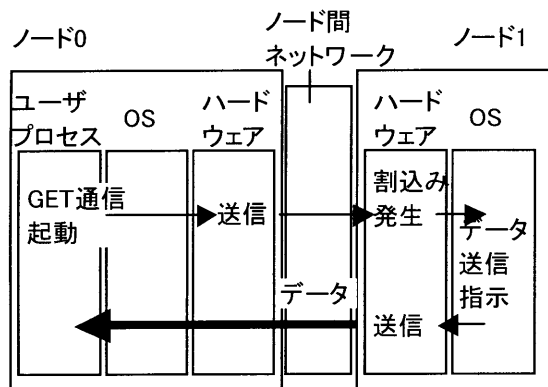 ノード0
ノード間
ネットワーク
ノード1
ユーザ
プロセス
OS
ハード
ウェア
ハード
ウェア
OS
GET通信
起動
送信
割込み
発生
データ
送信
指示
データ
送信